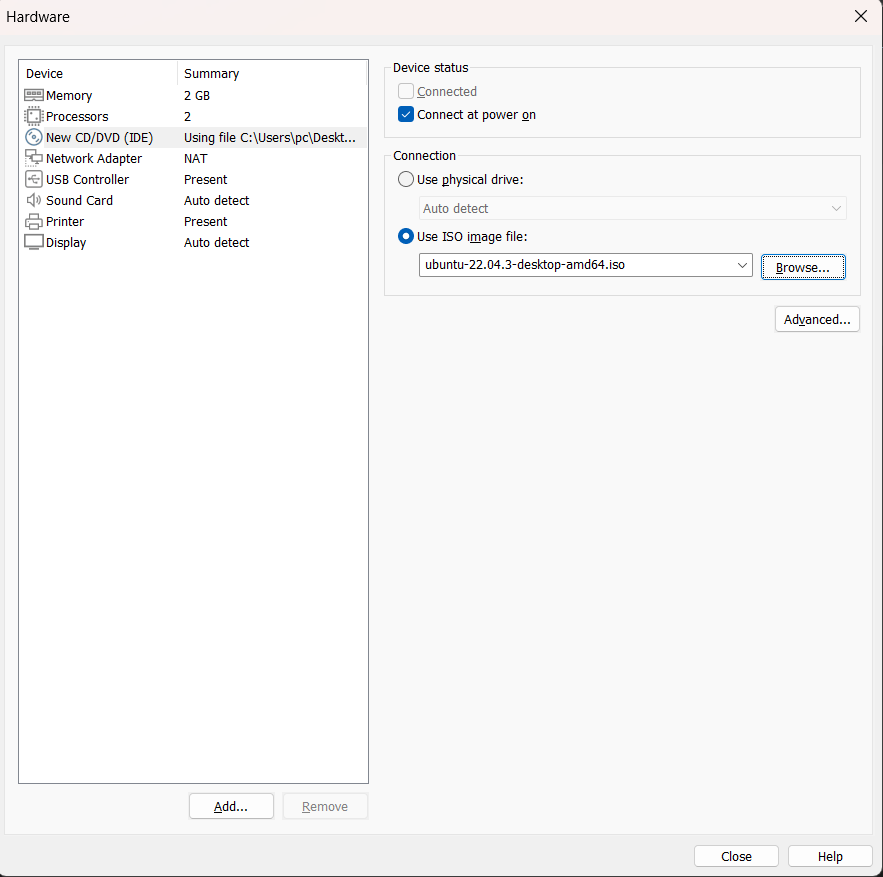 Hardware
Device Summary
Memory 2 GB
Processors 2
New CD/DVD (IDE) Using file C:\Users\pc\Deskt...
Network Adapter NAT
USB Controller Present
Sound Card Auto detect
Printer Present
Display Auto detect
Add... Remove
Device status
Connected
Connect at power on
Connection
Use physical drive:
Auto detect
Use ISO image file:
ubuntu-22.04.3-desktop-amd64.iso Browse...
Advanced...
Close Help